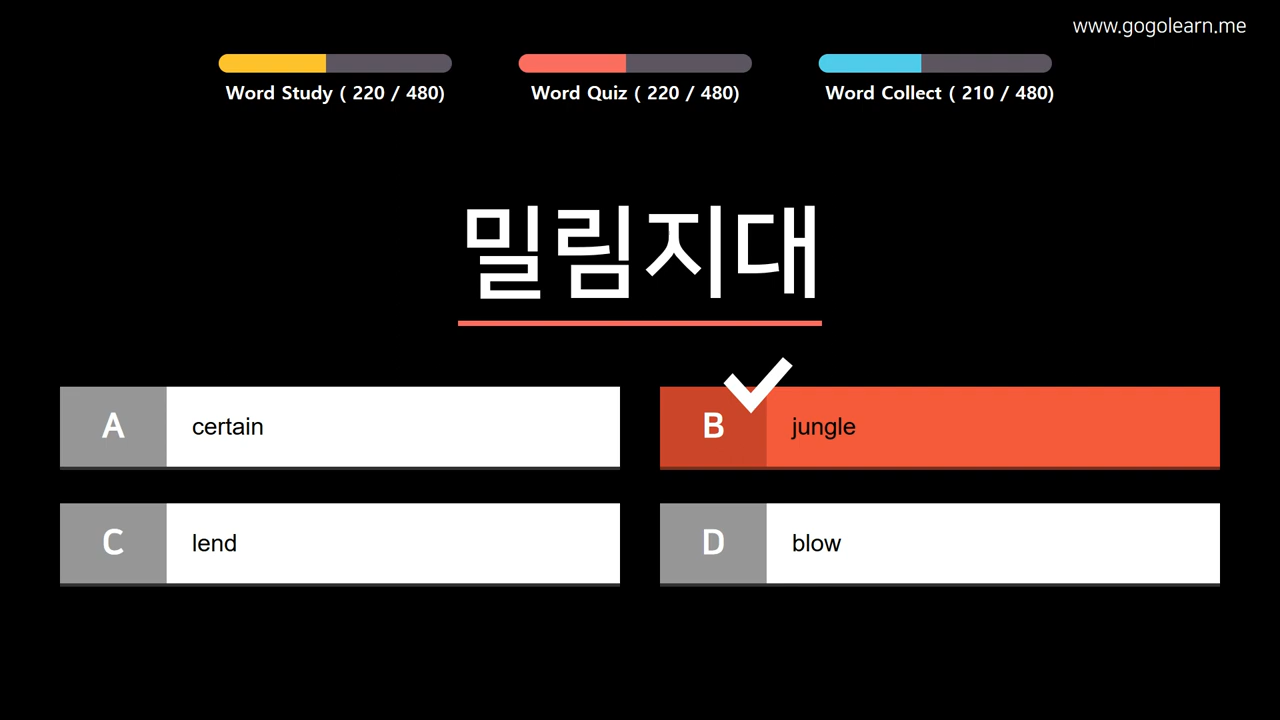 www.gogolearn.me
Word Study ( 220 / 480)
Word Quiz ( 220 / 480)
Word Collect ( 210 / 480)
밀림지대
A certain
B jungle
C lend
D blow